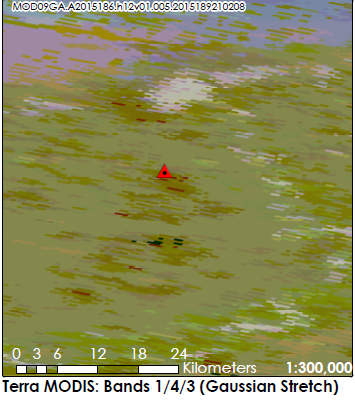 MOD09GA.A2015186.h12v01.005.2015189210208
0 3 6 12 18 24 Kilometers 1:300,000
Terra MODIS: Bands 1/4/3 (Gaussian Stretch)